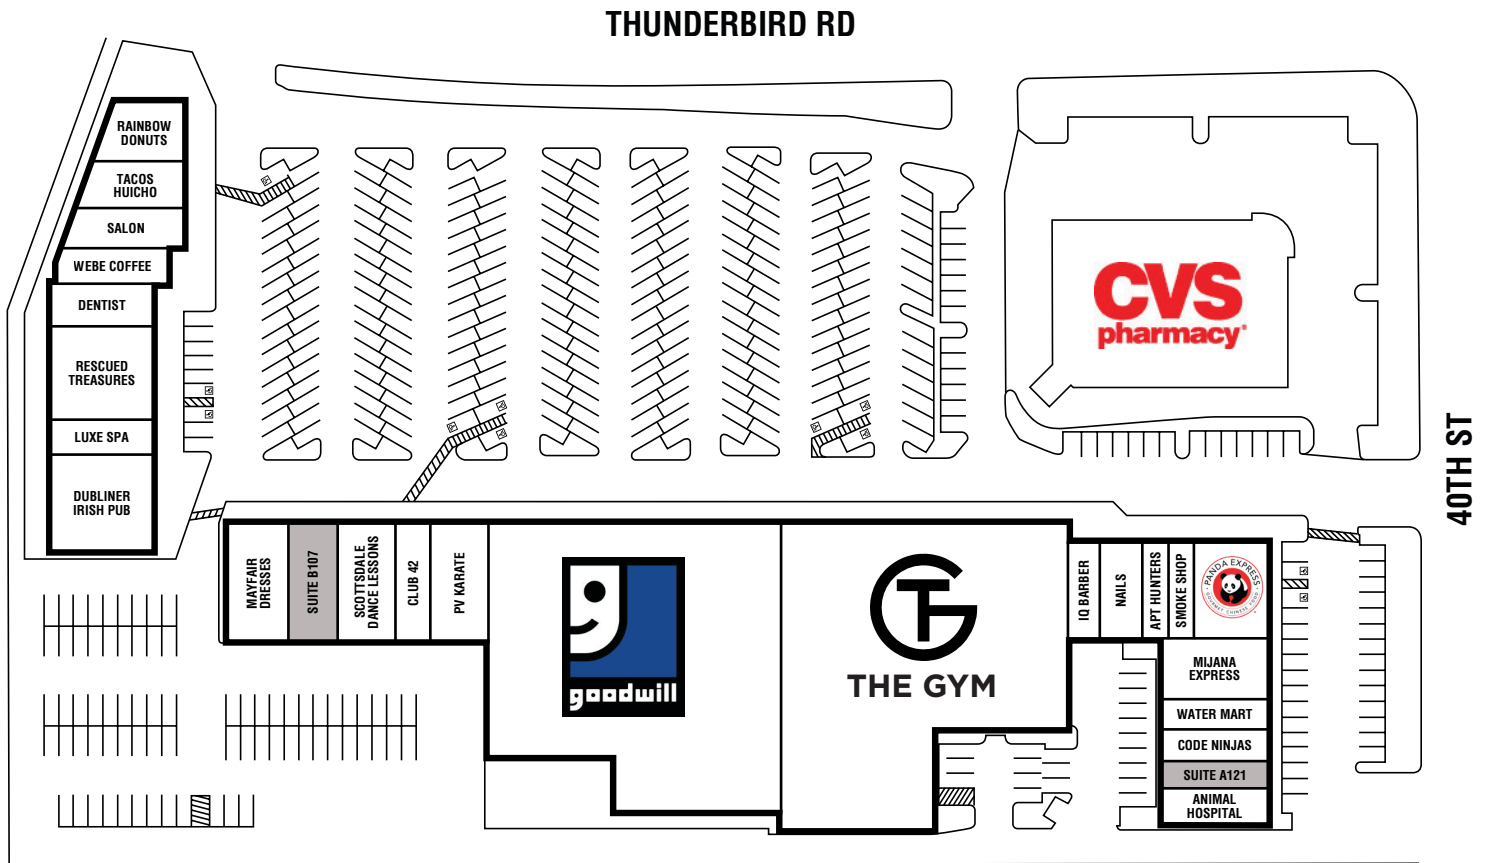 THUNDERBIRD RD
RAINBOW
DONUTS
TACOS
HUICHO
SALON
WEBE COFFEE
DENTIST
RESCUED
TREASURES
LUXE SPA
DUBLINER
IRISH PUB
CVS
pharmacy
40TH ST
MAYFAIR
DRESSES
SUITE B107
SCOTTSDALE
DANCE LESSONS
CLUB 42
PV KARATE
goodwill
G
THE GYM
IQ BARBER
NAILS
APT HUNTERS
SMOKE SHOP
PANDA EXPRESS
GOURMET CHINESE FOOD
MIJANA
EXPRESS
WATER MART
CODE NINJAS
SUITE A121
ANIMAL
HOSPITAL